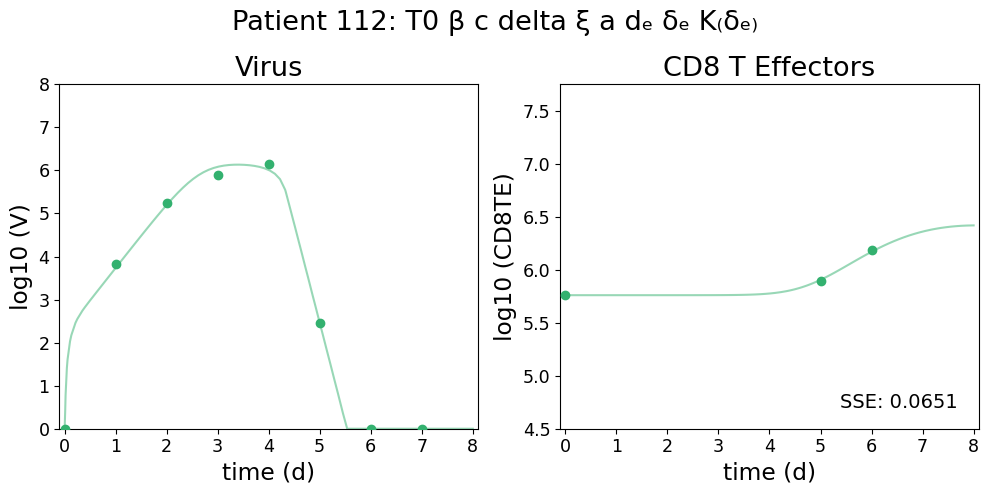 Patient 112: T0 β c delta ξ a dₑ δₑ K₍δₑ₎
Virus
CD8 T Effectors
log10 (V)
8
7
6
5
4
3
2
1
0
0 1 2 3 4 5 6 7 8
time (d)
log10 (CD8TE)
7.5
7.0
6.5
6.0
5.5
5.0
4.5
SSE: 0.0651
0 1 2 3 4 5 6 7 8
time (d)